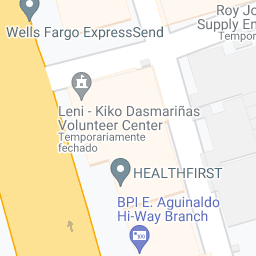 Roy Jo
Supply En
Tempor
Wells Fargo ExpressSend
Leni - Kiko Dasmariñas
Volunteer Center
Temporariamente
fechado
HEALTHFIRST
BPI E. Aguinaldo
Hi-Way Branch